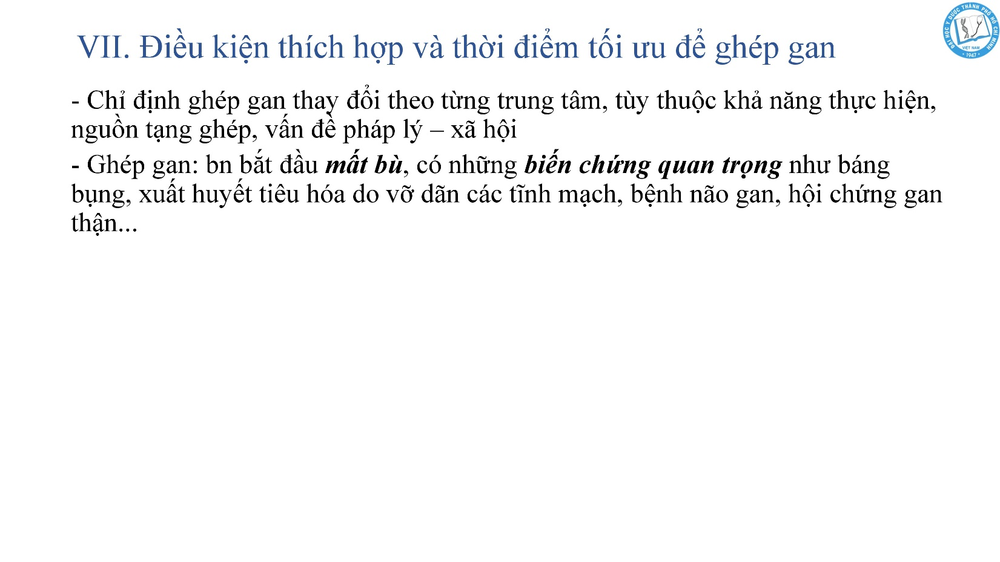 ĐẠI HỌC Y DƯỢC THÀNH PHỐ HỒ CHÍ MINH
VIỆT NAM
1947
VII. Điều kiện thích hợp và thời điểm tối ưu để ghép gan
- Chỉ định ghép gan thay đổi theo từng trung tâm, tùy thuộc khả năng thực hiện,
nguồn tạng ghép, vấn đề pháp lý – xã hội
- Ghép gan: bn bắt đầu mất bù, có những biến chứng quan trọng như báng
bụng, xuất huyết tiêu hóa do vỡ dãn các tĩnh mạch, bệnh não gan, hội chứng gan
thận...